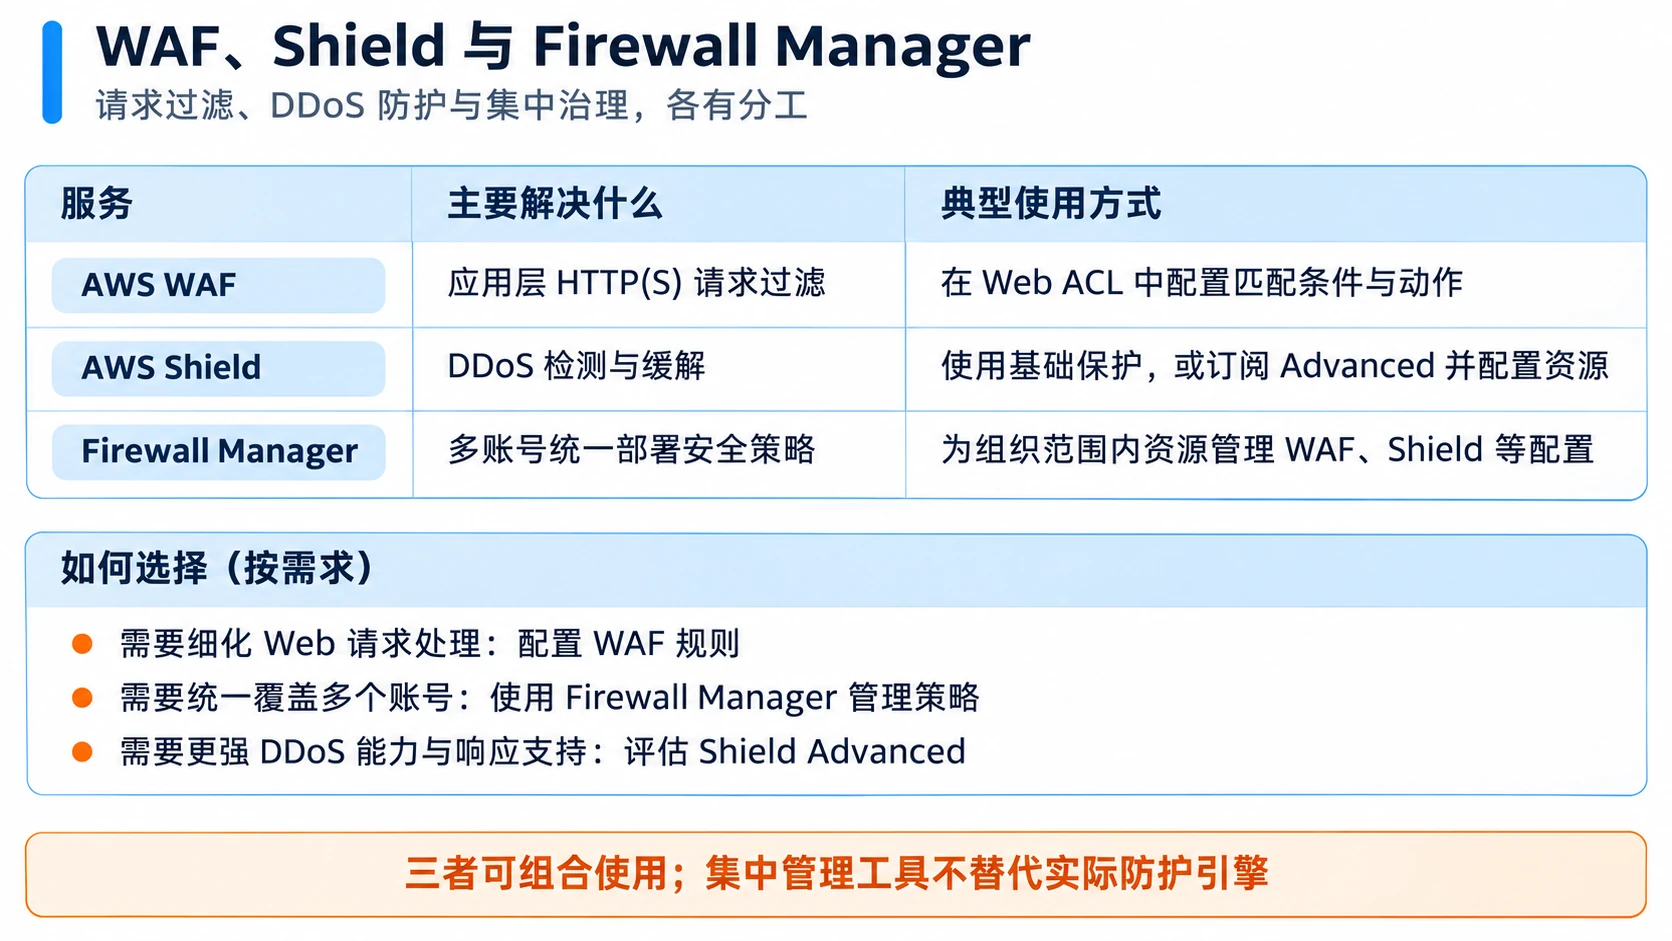 WAF、Shield 与 Firewall Manager
请求过滤、DDoS 防护与集中治理，各有分工
服务 主要解决什么 典型使用方式
AWS WAF 应用层 HTTP(S) 请求过滤 在 Web ACL 中配置匹配条件与动作
AWS Shield DDoS 检测与缓解 使用基础保护，或订阅 Advanced 并配置资源
Firewall Manager 多账号统一部署安全策略 为组织范围内资源管理 WAF、Shield 等配置
如何选择（按需求）
需要细化 Web 请求处理：配置 WAF 规则
需要统一覆盖多个账号：使用 Firewall Manager 管理策略
需要更强 DDoS 能力与响应支持：评估 Shield Advanced
三者可组合使用；集中管理工具不替代实际防护引擎